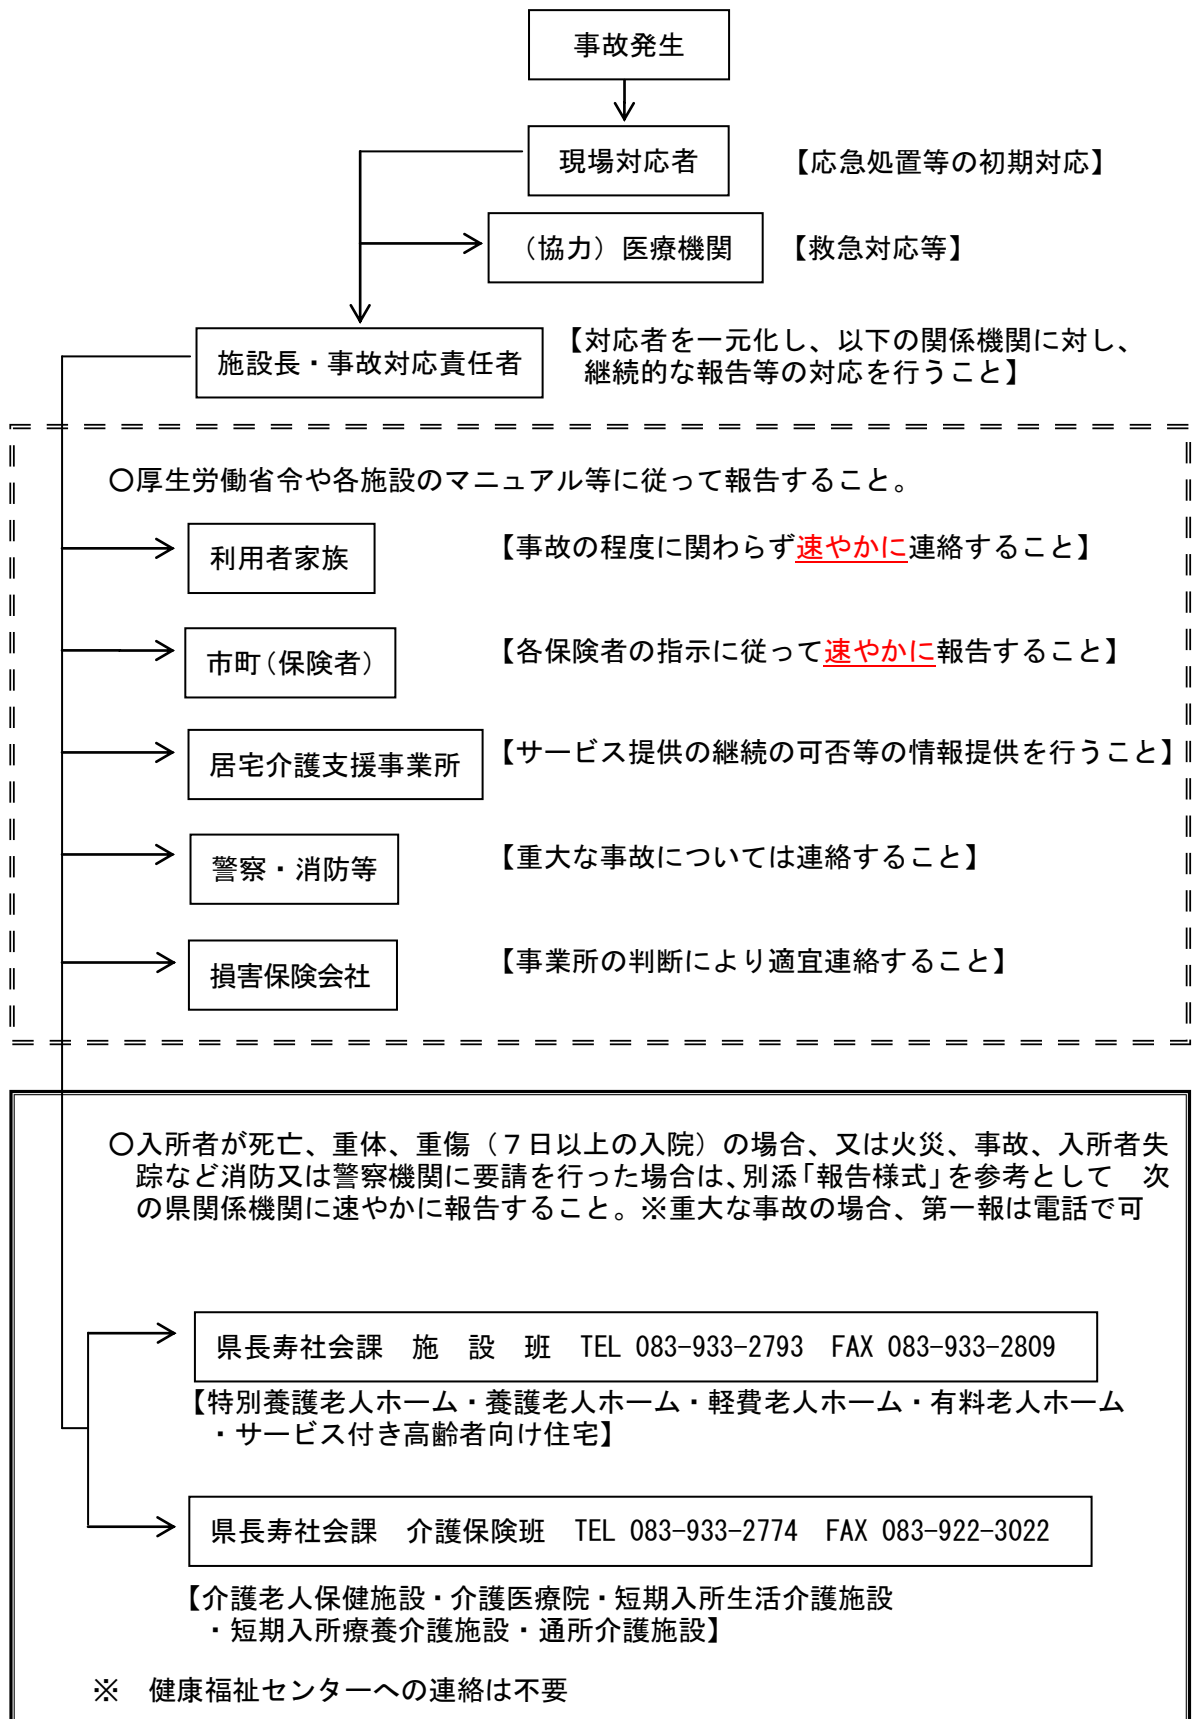 事故発生
現場対応者
【応急処置等の初期対応】
（協力）医療機関
【救急対応等】
施設長・事故対応責任者
【対応者を一元化し、以下の関係機関に対し、
継続的な報告等の対応を行うこと】
○厚生労働省令や各施設のマニュアル等に従って報告すること。
利用者家族
【事故の程度に関わらず速やかに連絡すること】
市町（保険者）
【各保険者の指示に従って速やかに報告すること】
居宅介護支援事業所
【サービス提供の継続の可否等の情報提供を行うこと】
警察・消防等
【重大な事故については連絡すること】
損害保険会社
【事業所の判断により適宜連絡すること】
○入所者が死亡、重体、重傷（７日以上の入院）の場合、又は火災、事故、入所者失
踪など消防又は警察機関に要請を行った場合は、別添「報告様式」を参考として　次
の県関係機関に速やかに報告すること。※重大な事故の場合、第一報は電話で可
県長寿社会課　施　設　班　TEL 083-933-2793　FAX 083-933-2809
【特別養護老人ホーム・養護老人ホーム・軽費老人ホーム・有料老人ホーム
・サービス付き高齢者向け住宅】
県長寿社会課　介護保険班　TEL 083-933-2774　FAX 083-922-3022
【介護老人保健施設・介護医療院・短期入所生活介護施設
・短期入所療養介護施設・通所介護施設】
※　健康福祉センターへの連絡は不要